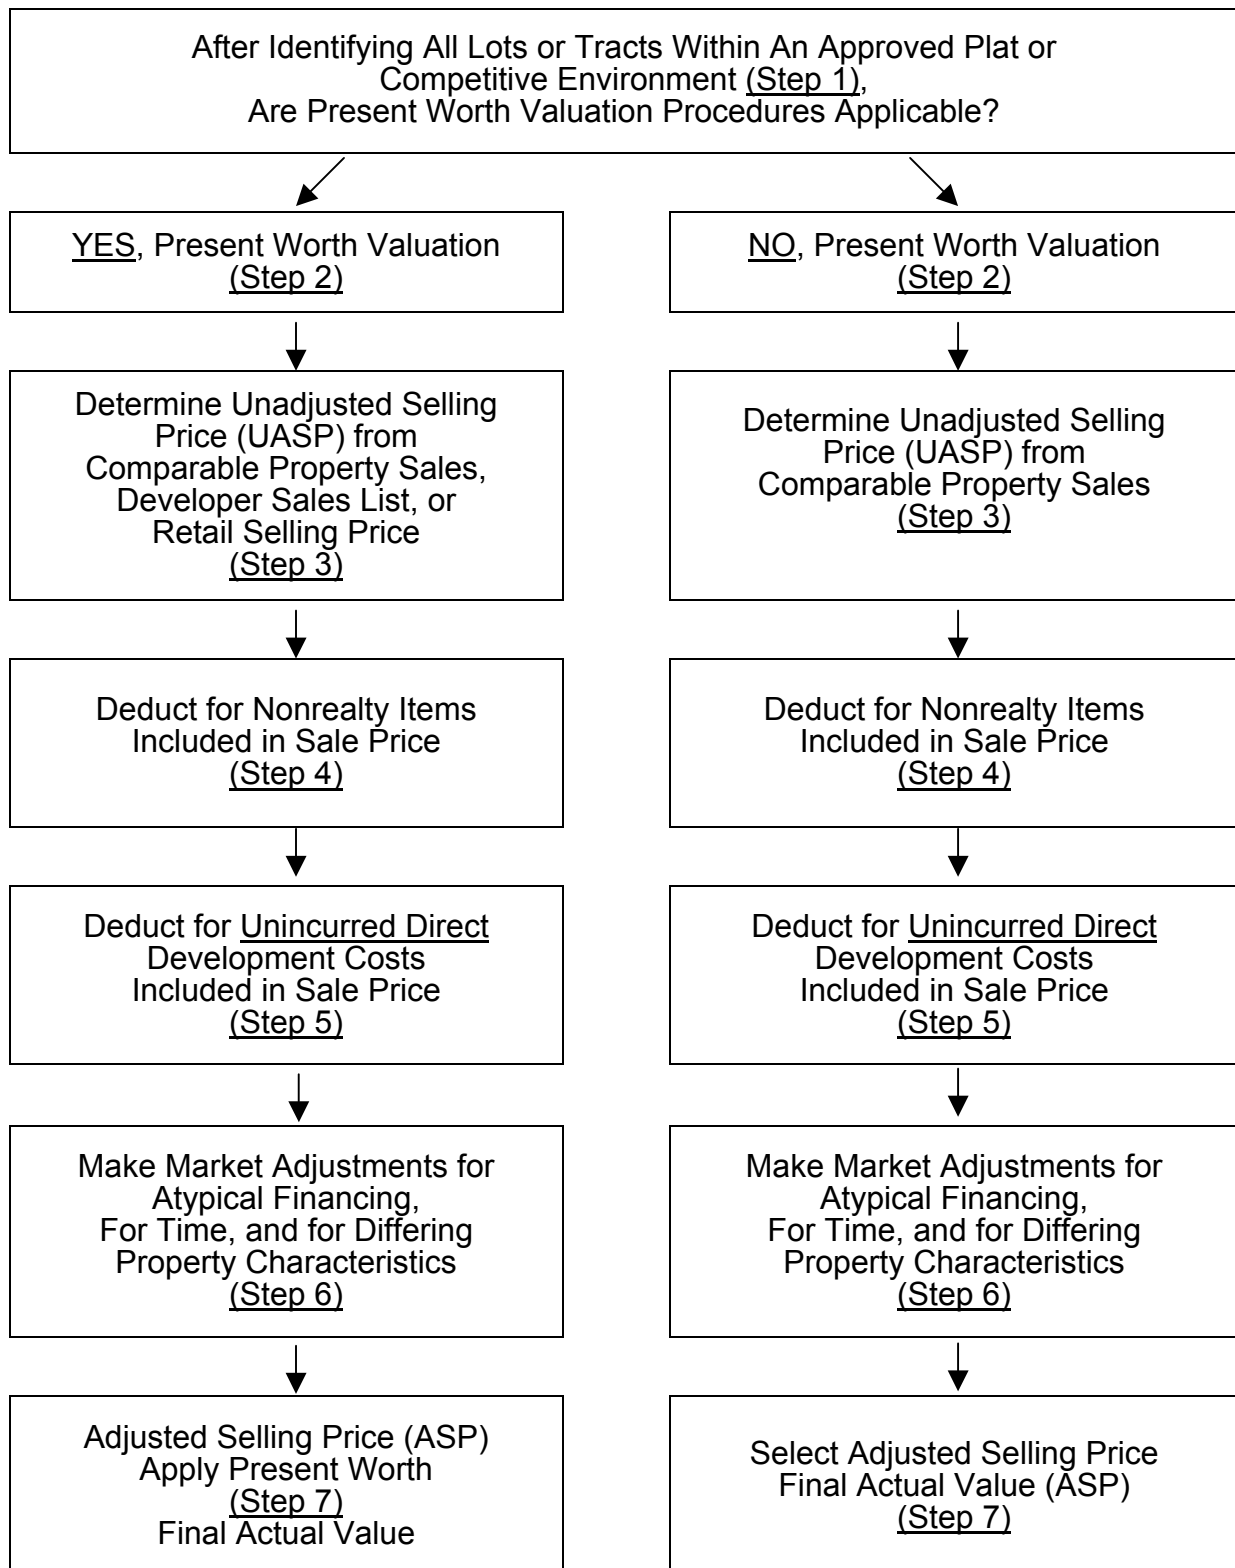 After Identifying All Lots or Tracts Within An Approved Plat or
Competitive Environment (Step 1),
Are Present Worth Valuation Procedures Applicable?
YES, Present Worth Valuation
(Step 2)
NO, Present Worth Valuation
(Step 2)
Determine Unadjusted Selling
Price (UASP) from
Comparable Property Sales,
Developer Sales List, or
Retail Selling Price
(Step 3)
Determine Unadjusted Selling
Price (UASP) from
Comparable Property Sales
(Step 3)
Deduct for Nonrealty Items
Included in Sale Price
(Step 4)
Deduct for Nonrealty Items
Included in Sale Price
(Step 4)
Deduct for Unincurred Direct
Development Costs
Included in Sale Price
(Step 5)
Deduct for Unincurred Direct
Development Costs
Included in Sale Price
(Step 5)
Make Market Adjustments for
Atypical Financing,
For Time, and for Differing
Property Characteristics
(Step 6)
Make Market Adjustments for
Atypical Financing,
For Time, and for Differing
Property Characteristics
(Step 6)
Adjusted Selling Price (ASP)
Apply Present Worth
(Step 7)
Final Actual Value
Select Adjusted Selling Price
Final Actual Value (ASP)
(Step 7)